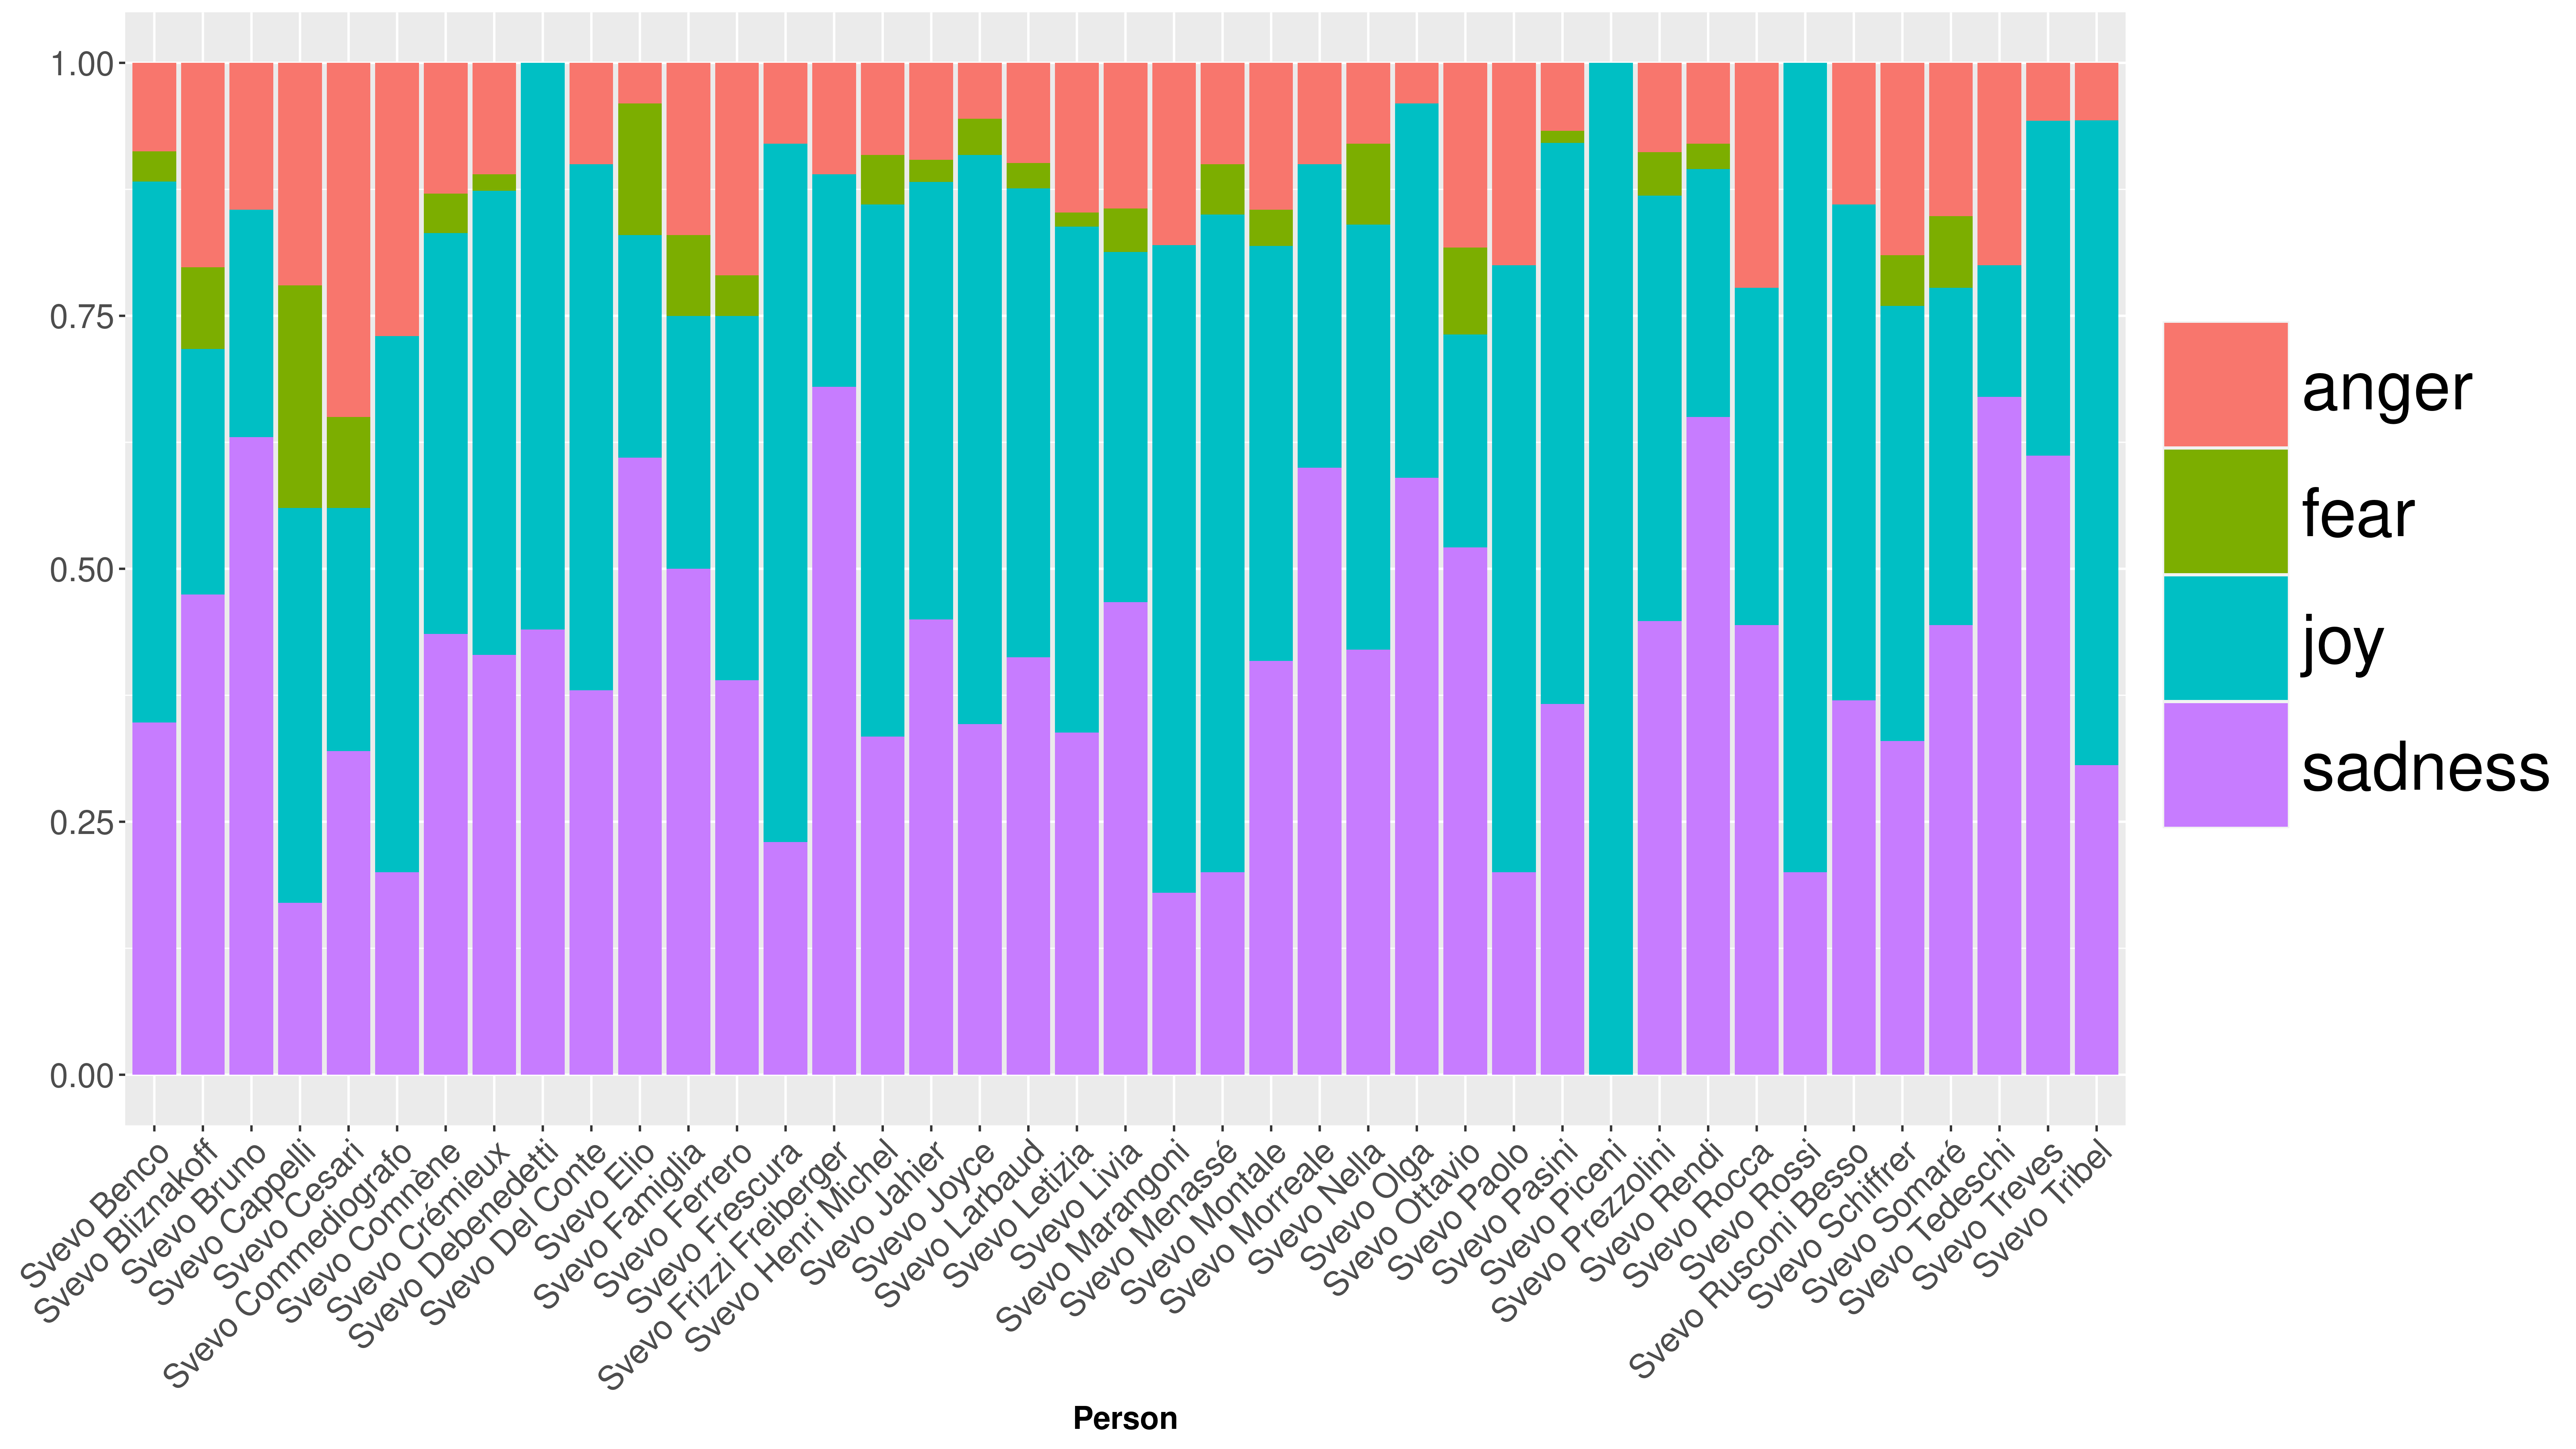 1.00
0.75
0.50
0.25
0.00
Svevo Benco
Svevo Bliznakoff
Svevo Bruno
Svevo Cappelli
Svevo Cesari
Svevo Commediografo
Svevo Comnène
Svevo Crémieux
Svevo Debenedetti
Svevo Del Conte
Svevo Elio
Svevo Famiglia
Svevo Ferrero
Svevo Frescura
Svevo Frizzi Freiberger
Svevo Henri Michel
Svevo Jahier
Svevo Joyce
Svevo Larbaud
Svevo Letizia
Svevo Livia
Svevo Marangoni
Svevo Menassé
Svevo Montale
Svevo Morreale
Svevo Nella
Svevo Olga
Svevo Ottavio
Svevo Paolo
Svevo Pasini
Svevo Piceni
Svevo Prezzolini
Svevo Rendi
Svevo Rocca
Svevo Rossi
Svevo Rusconi Besso
Svevo Schiffrer
Svevo Somaré
Svevo Tedeschi
Svevo Treves
Svevo Tribel
Person
anger
fear
joy
sadness